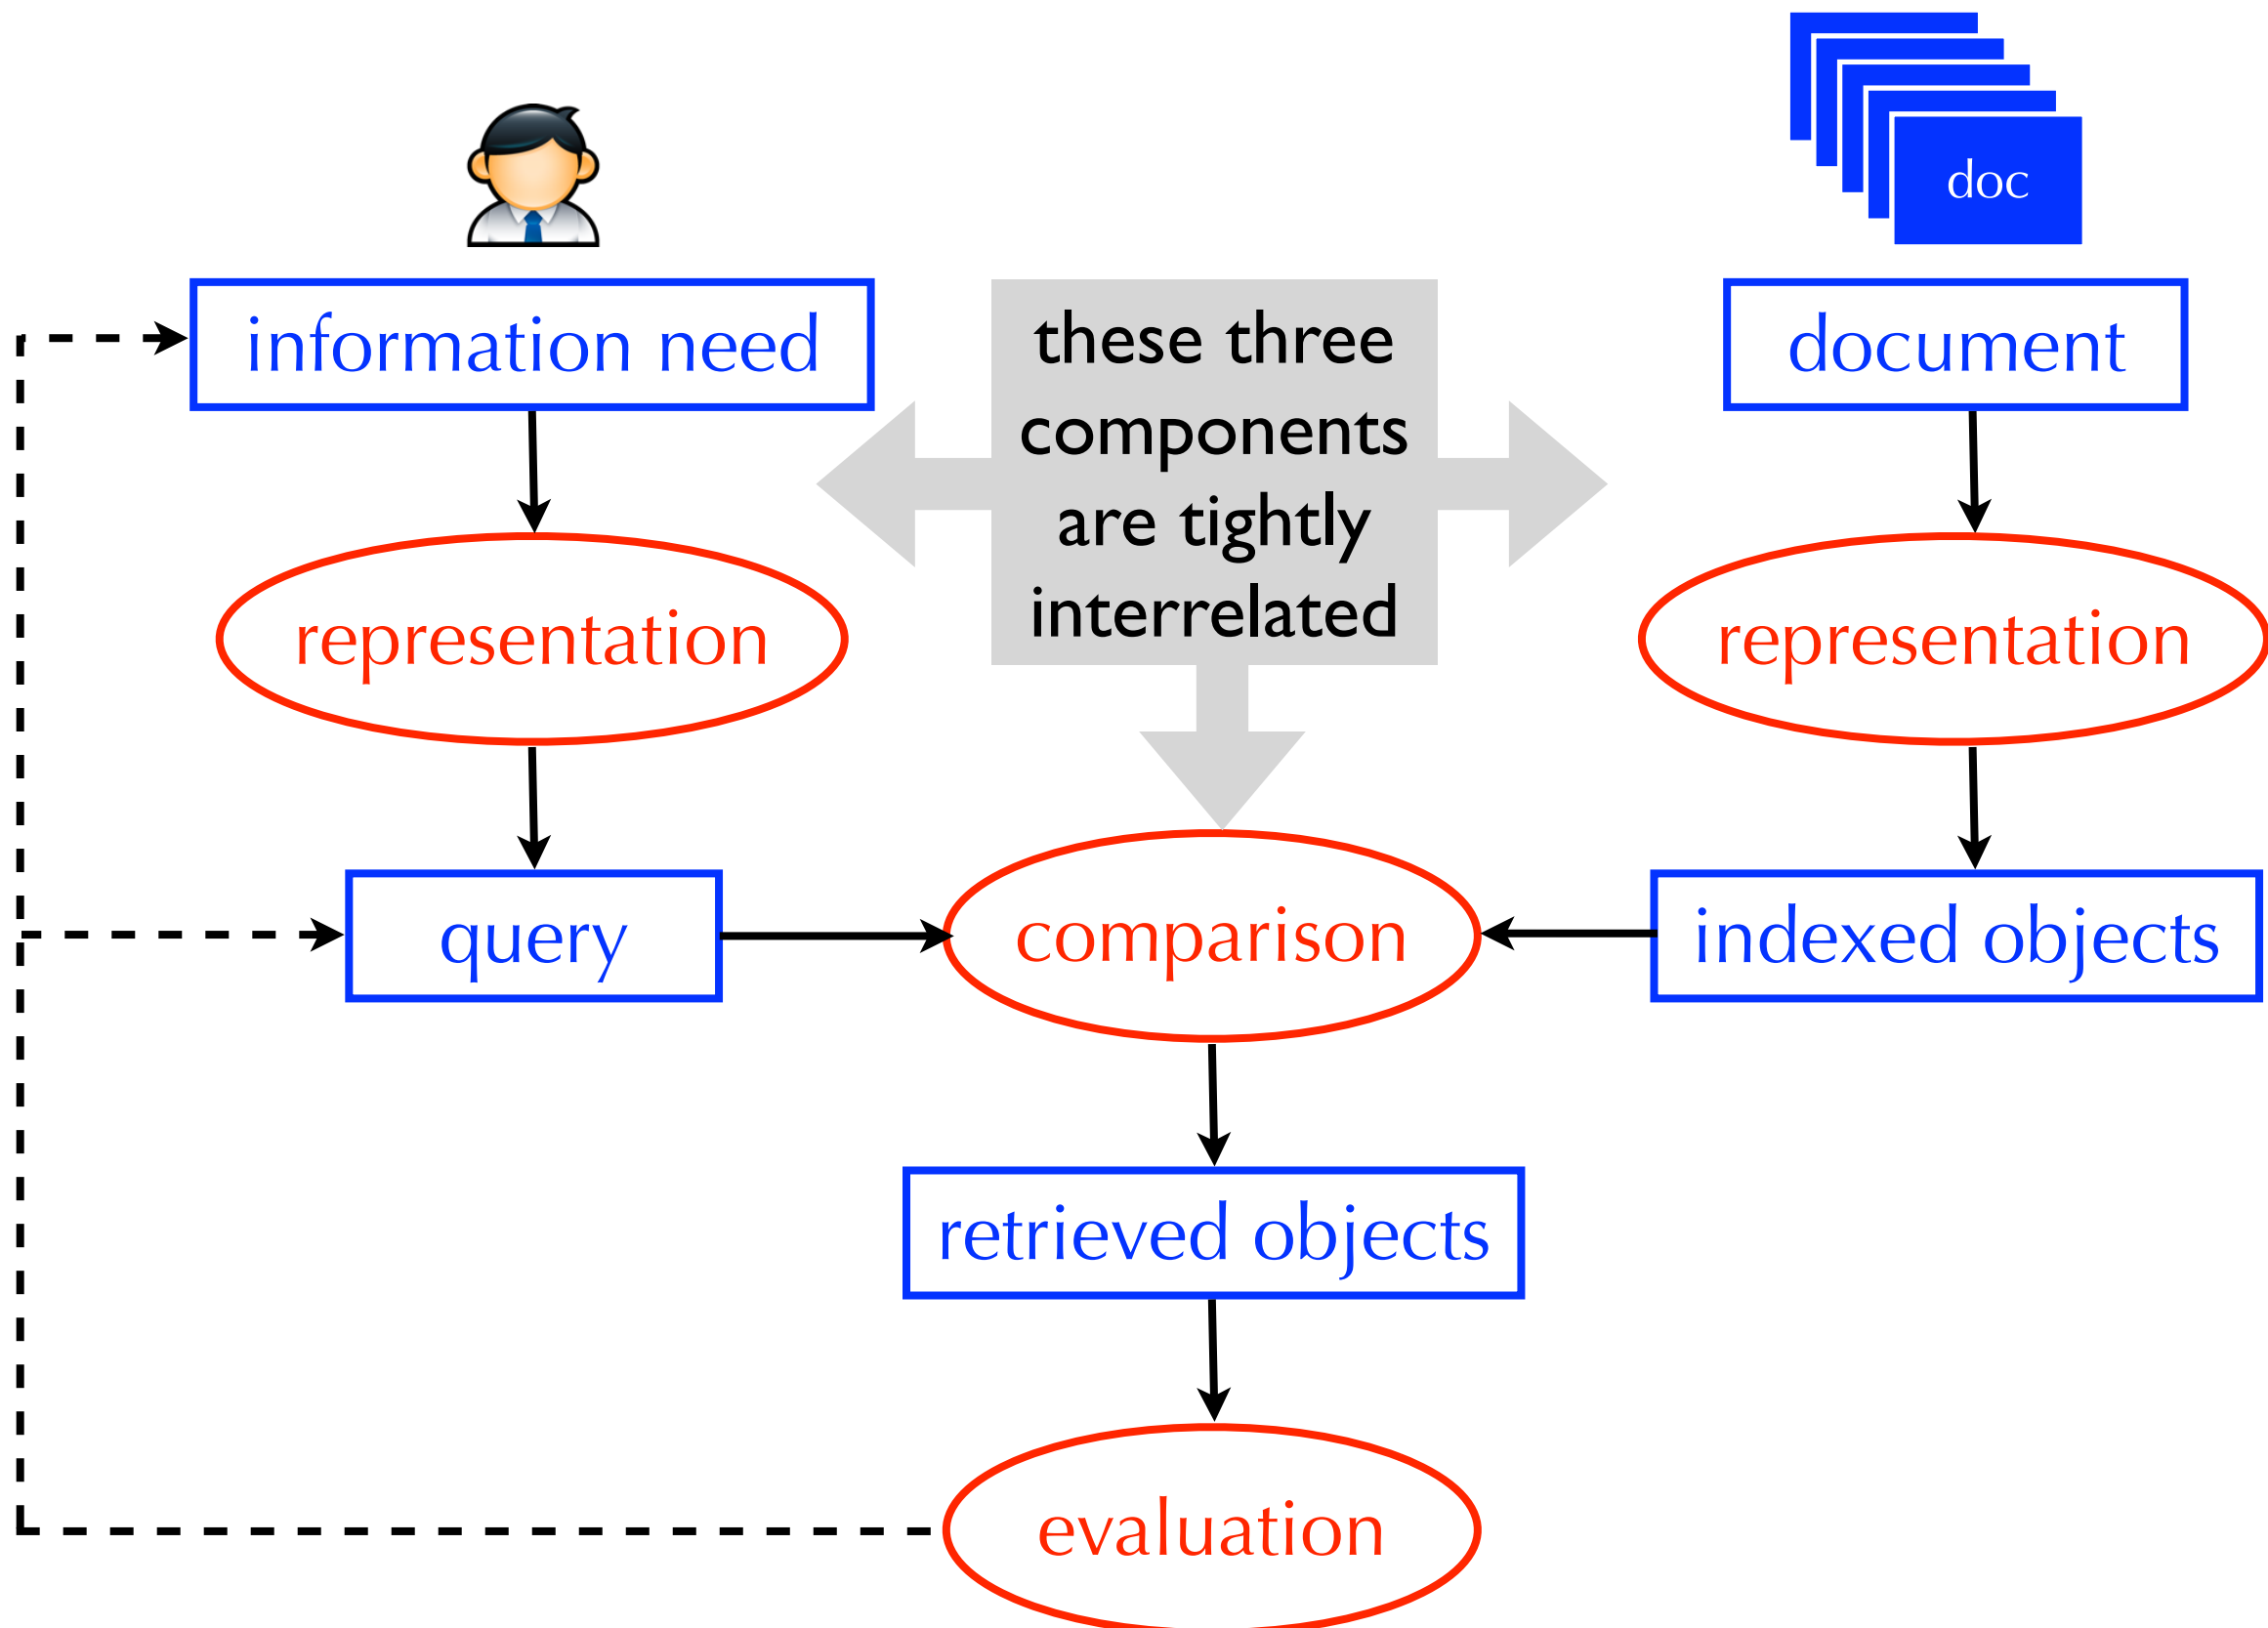 doc
information need
these three
components
are tightly
interrelated
document
representation
representation
query
comparison
indexed objects
retrieved objects
evaluation